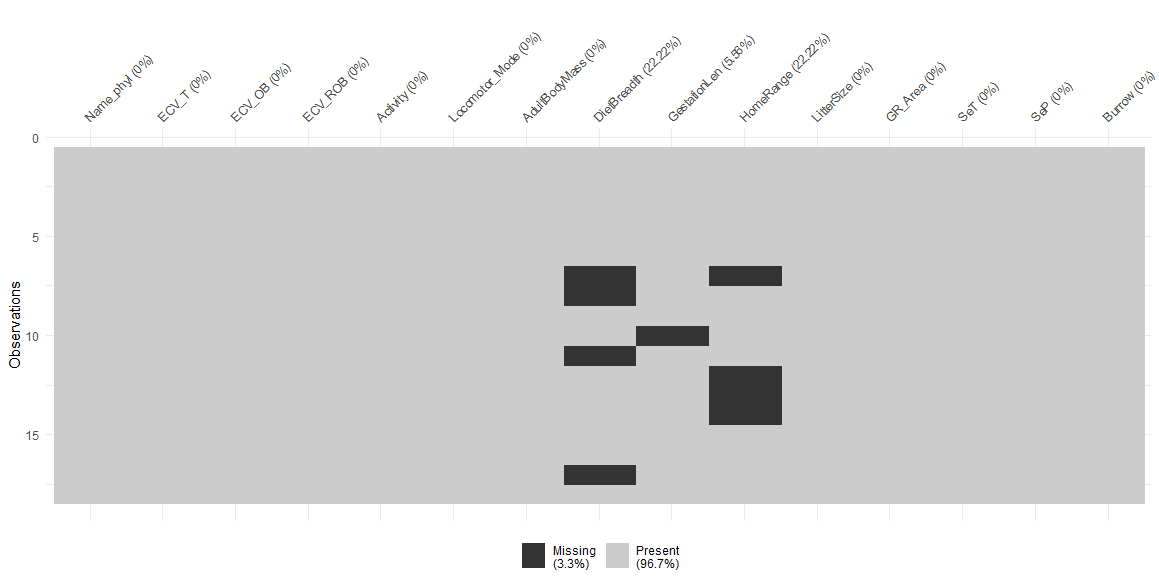 Name_phyl (0%)
ECV_T (0%)
ECV_OB (0%)
ECV_ROB (0%)
Activity (0%)
Locomotor_Mode (0%)
AdultBodyMass (0%)
DietBreadth (22.22%)
GestationLen (5.56%)
HomeRange (22.22%)
LitterSize (0%)
GR_Area (0%)
SeT (0%)
SeP (0%)
Burrow (0%)
0
5
10
15
Observations
Missing
(3.3%)
Present
(96.7%)